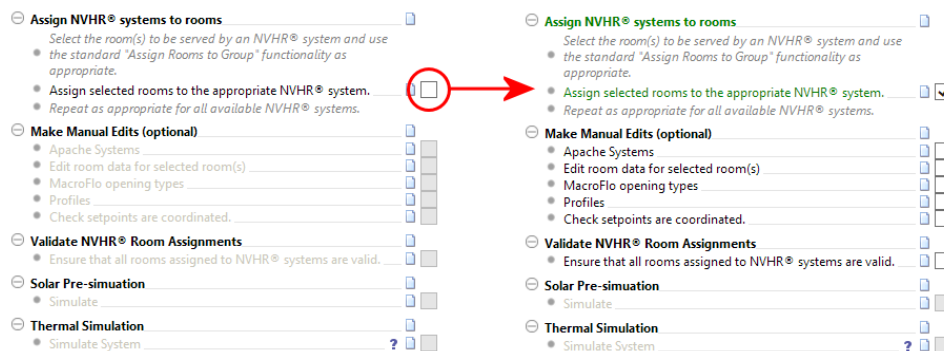 Assign NVHR® systems to rooms
Select the room(s) to be served by an NVHR® system and use
the standard "Assign Rooms to Group" functionality as
appropriate.
Assign selected rooms to the appropriate NVHR® system.
Repeat as appropriate for all available NVHR® systems.
Make Manual Edits (optional)
Apache Systems
Edit room data for selected room(s)
MacroFlo opening types
Profiles
Check setpoints are coordinated.
Validate NVHR® Room Assignments
Ensure that all rooms assigned to NVHR® systems are valid.
Solar Pre-simuation
Simulate
Thermal Simulation
Simulate System ?
Assign NVHR® systems to rooms
Select the room(s) to be served by an NVHR® system and use
the standard "Assign Rooms to Group" functionality as
appropriate.
Assign selected rooms to the appropriate NVHR® system.
Repeat as appropriate for all available NVHR® systems.
Make Manual Edits (optional)
Apache Systems
Edit room data for selected room(s)
MacroFlo opening types
Profiles
Check setpoints are coordinated.
Validate NVHR® Room Assignments
Ensure that all rooms assigned to NVHR® systems are valid.
Solar Pre-simuation
Simulate
Thermal Simulation
Simulate System ?